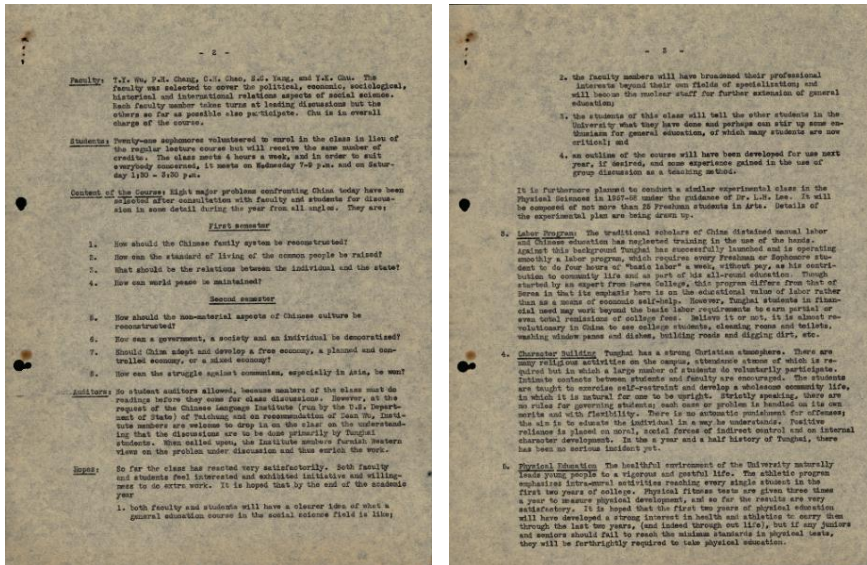 - 2 -
Faculty: T.Y. Wu, P.H. Chang, C.H. Chao, S.C. Yang, and Y.K. Chu. The
faculty was selected to cover the political, economic, sociological,
historical and international relations aspects of social science.
Each faculty member takes turns at leading discussions but the
others so far as possible also participate. Chu is in overall
charge of the course.
Students: Twenty-one sophomores volunteered to enrol in the class in lieu of
the regular lecture course but will receive the same number of
credits. The class meets 4 hours a week, and in order to suit
everybody concerned, it meets on Wednesday 7-9 p.m. and on Satur-
day 1:30 - 3:30 p.m.
Content of the Course: Eight major problems confronting China today have been
selected after consultation with faculty and students for discus-
sion in some detail during the year from all angles. They are;
First semester
1. How should the Chinese family system be reconstructed?
2. How can the standard of living of the common people be raised?
3. What should be the relations between the individual and the state?
4. How can world peace be maintained?
Second semester
5. How should the non-material aspects of Chinese culture be
reconstructed?
6. How can a government, a society and an individual be democratized?
7. Should China adopt and develop a free economy, a planned and con-
trolled economy, or a mixed economy?
8. How can the struggle against communism, especially in Asia, be won?
Auditors: No student auditors allowed, because members of the class must do
readings before they come for class discussions. However, at the
request of the Chinese Language Institute (run by the U.S. Depart-
ment of State) of Taichung and on recommendation of Dean Wu, Insti-
tute members are welcome to drop in on the class on the understand-
ing that the discussions are to be done primarily by Tunghai
students. When called upon, the Institute members furnish Western
views on the problem under discussion and thus enrich the work.
So far the class has reacted very satisfactorily. Both faculty
and students feel interested and exhibited initiative and willing-
ness to do extra work. It is hoped that by the end of the academic
year
1. both faculty and students will have a clearer idea of what a
general education course in the social science field is like;
- 3 -
2. the faculty members will have broadened their professional
interests beyond their own fields of specialization; and
will become the nuclear staff for further extension of general
education;
3. the students of this class will tell the other students in the
University what they have done and perhaps can stir up some en-
thusiasm for general education, of which many students are now
critical; and
4. an outline of the course will have been developed for use next
year, if desired, and some experience gained in the use of
group discussion as a teaching method.
It is furthermore planned to conduct a similar experimental class in the
Physical Sciences in 1957-58 under the guidance of Dr. L.H. Lee. It will
be composed of not more than 25 Freshman students in Arts. Details of
the experimental plan are being drawn up.
3. Labor Program The traditional scholars of China distained manual labor
and Chinese education has neglected training in the use of the hands.
Against this background Tunghai has successfully launched and is operating
smoothly a labor program, which requires every Freshman or Sophomore stu-
dent to do four hours of "basic labor" a week, without pay, as his contri-
bution to community life and as part of his all-round education. Though
started by an expert from Berea College, this program differs from that of
Berea in that its emphasis here is on the educational value of labor rather
than as a means of economic self-help. However, Tunghai students in finan-
cial need may work beyond the basic labor requirements to earn partial or
even total remissions of college fees. Believe it or not, it is almost re-
volutionary in China to see college students, cleaning rooms and toilets,
washing window panes and dishes, building roads and digging dirt, etc.
4. Character Building Tunghai has a strong Christian atmosphere. There are
many religious activities on the campus, attendance at none of which is re-
quired but in which a large number of students do voluntarily participate.
Intimate contacts between students and faculty are encouraged. The students
are taught to exercise self-restraint and develop a wholesome community life,
in which it is natural for one to be upright. Strictly speaking, there are
no rules for governing students; each case or problem is handled on its own
merits and with flexibility. There is no automatic punishment for offenses;
the aim is to educate the individual in a way he understands. Positive
reliance is placed on moral, social forces of indirect control and on internal
character development. In the a year and a half history of Tunghai, there
has been no serious incident yet.
5. Physical Education The healthful environment of the University naturally
leads young people to a vigorous and zestful life. The athletic program
emphasizes intra-mural activities reaching every single student in the
first two years of college. Physical fitness tests are given three times
a year to measure physical development, and so far the results are very
satisfactory. It is hoped that the first two years of physical education
will have developed a strong interest in health and athletics to carry them
through the last two years, (and indeed through out life), but if any juniors
and seniors should fail to reach the minimum standards in physical tests,
they will be forthrightly required to take physical education.